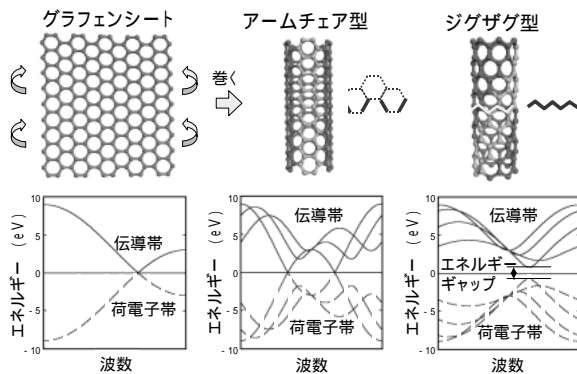 グラフェンシート
アームチェア型
ジグザグ型
巻く
エネルギー (eV)
10
5
0
-5
-10
伝導帯
荷電子帯
波数
エネルギー (eV)
10
5
0
-5
-10
伝導帯
荷電子帯
波数
エネルギー (eV)
10
5
0
-5
-10
伝導帯
エネルギー
ギャップ
荷電子帯
波数